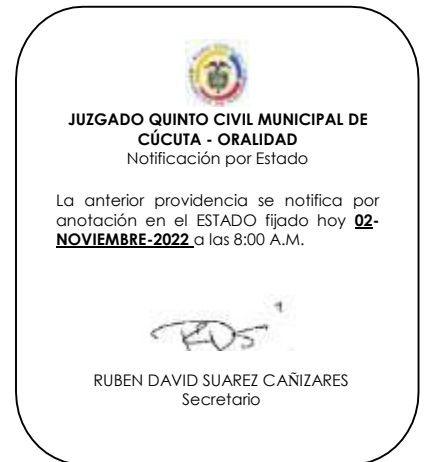 JUZGADO QUINTO CIVIL MUNICIPAL DE
CÚCUTA - ORALIDAD
Notificación por Estado
La anterior providencia se notifica por
anotación en el ESTADO fijado hoy 02-
NOVIEMBRE-2022 a las 8:00 A.M.
RUBEN DAVID SUAREZ CAÑIZARES
Secretario